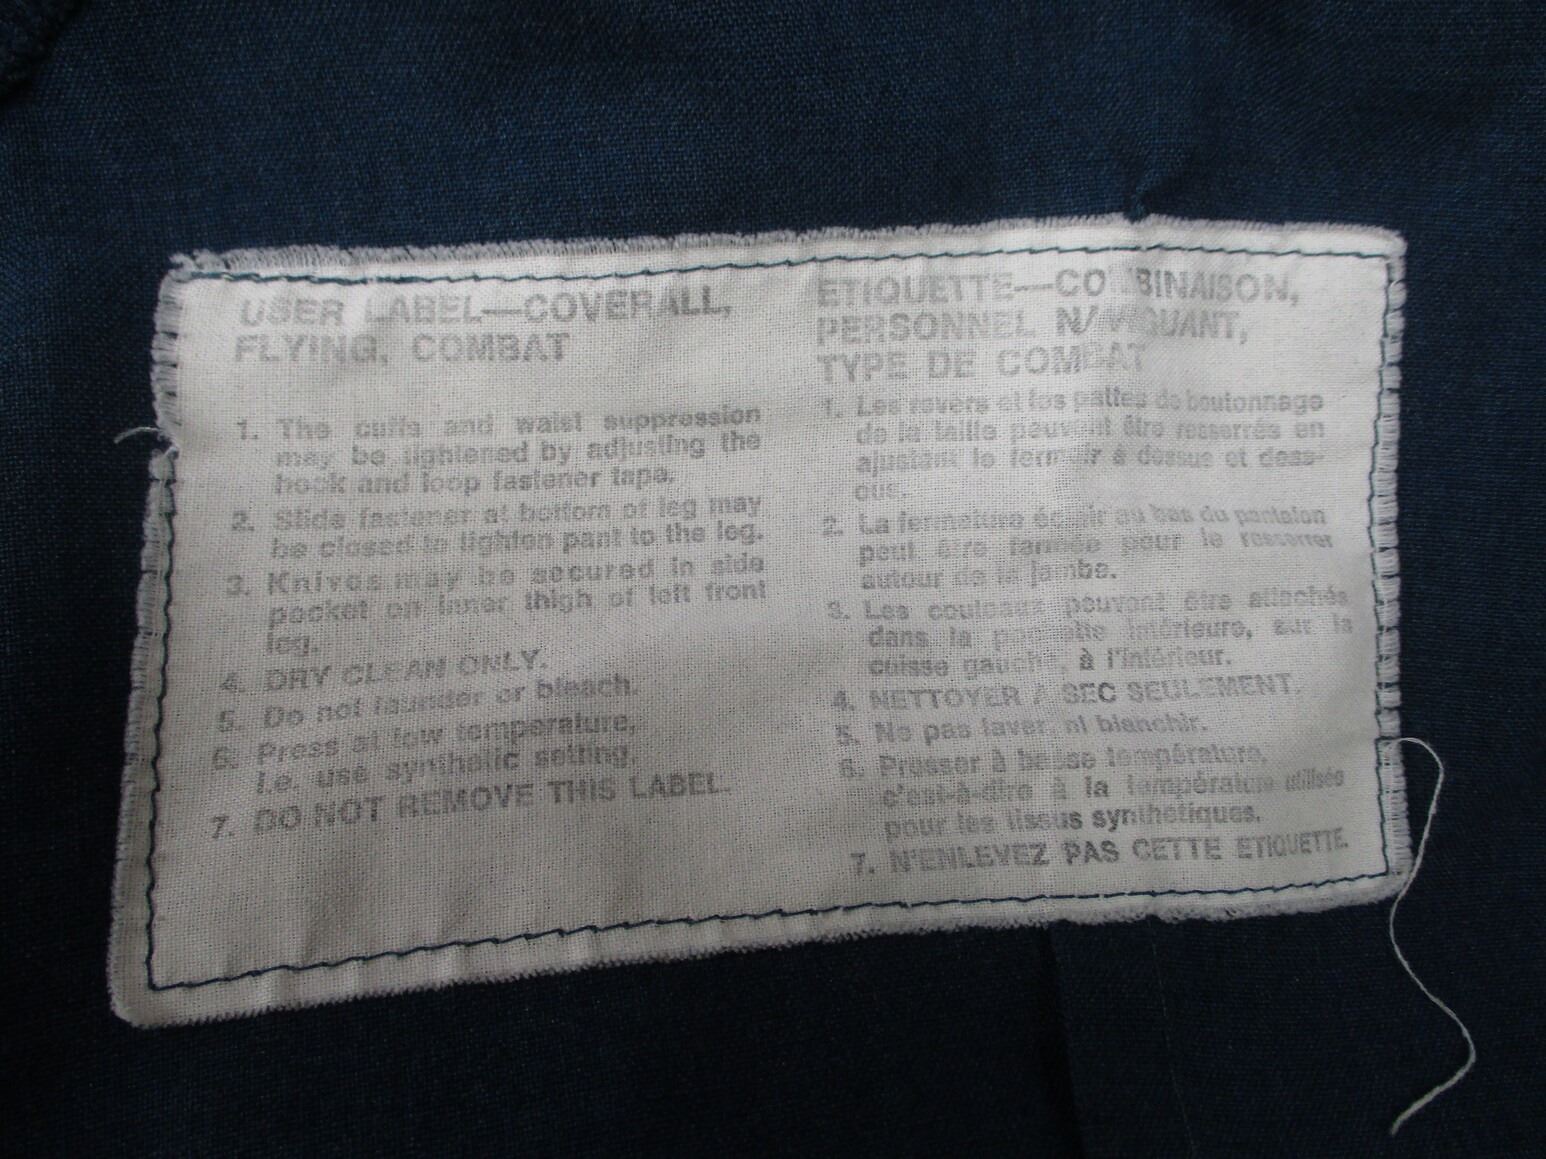 USER LABEL—COVERALL,
FLYING, COMBAT
1. The cuffs and waist suppression
may be tightened by adjusting the
hook and loop fastener tape.
2. Slide fastener at bottom of leg may
be closed to tighten pant to the leg.
3. Knives may be secured in side
pocket on inner thigh of left front
leg.
4. DRY CLEAN ONLY.
5. Do not launder or bleach.
6. Press at low temperature,
i.e. use synthetic setting.
7. DO NOT REMOVE THIS LABEL.
ETIQUETTE—COMBINAISON,
PERSONNEL NAVIQUANT,
TYPE DE COMBAT
1. Les revers et les pattes de boutonnage
de la taille peuvent être resserrés en
ajustant le fermoir à dessus et dess-
ous.
2. La fermeture éclair au bas du pantalon
peut être fermée pour le resserrer
autour de la jambe.
3. Les couteaux peuvent être attachés
dans la pochette intérieure, sur la
cuisse gauche, à l'intérieur.
4. NETTOYER À SEC SEULEMENT.
5. Ne pas laver, ni blanchir.
6. Presser à basse température,
c'est-à-dire à la température utilisée
pour les tissus synthétiques.
7. N'ENLEVEZ PAS CETTE ETIQUETTE.